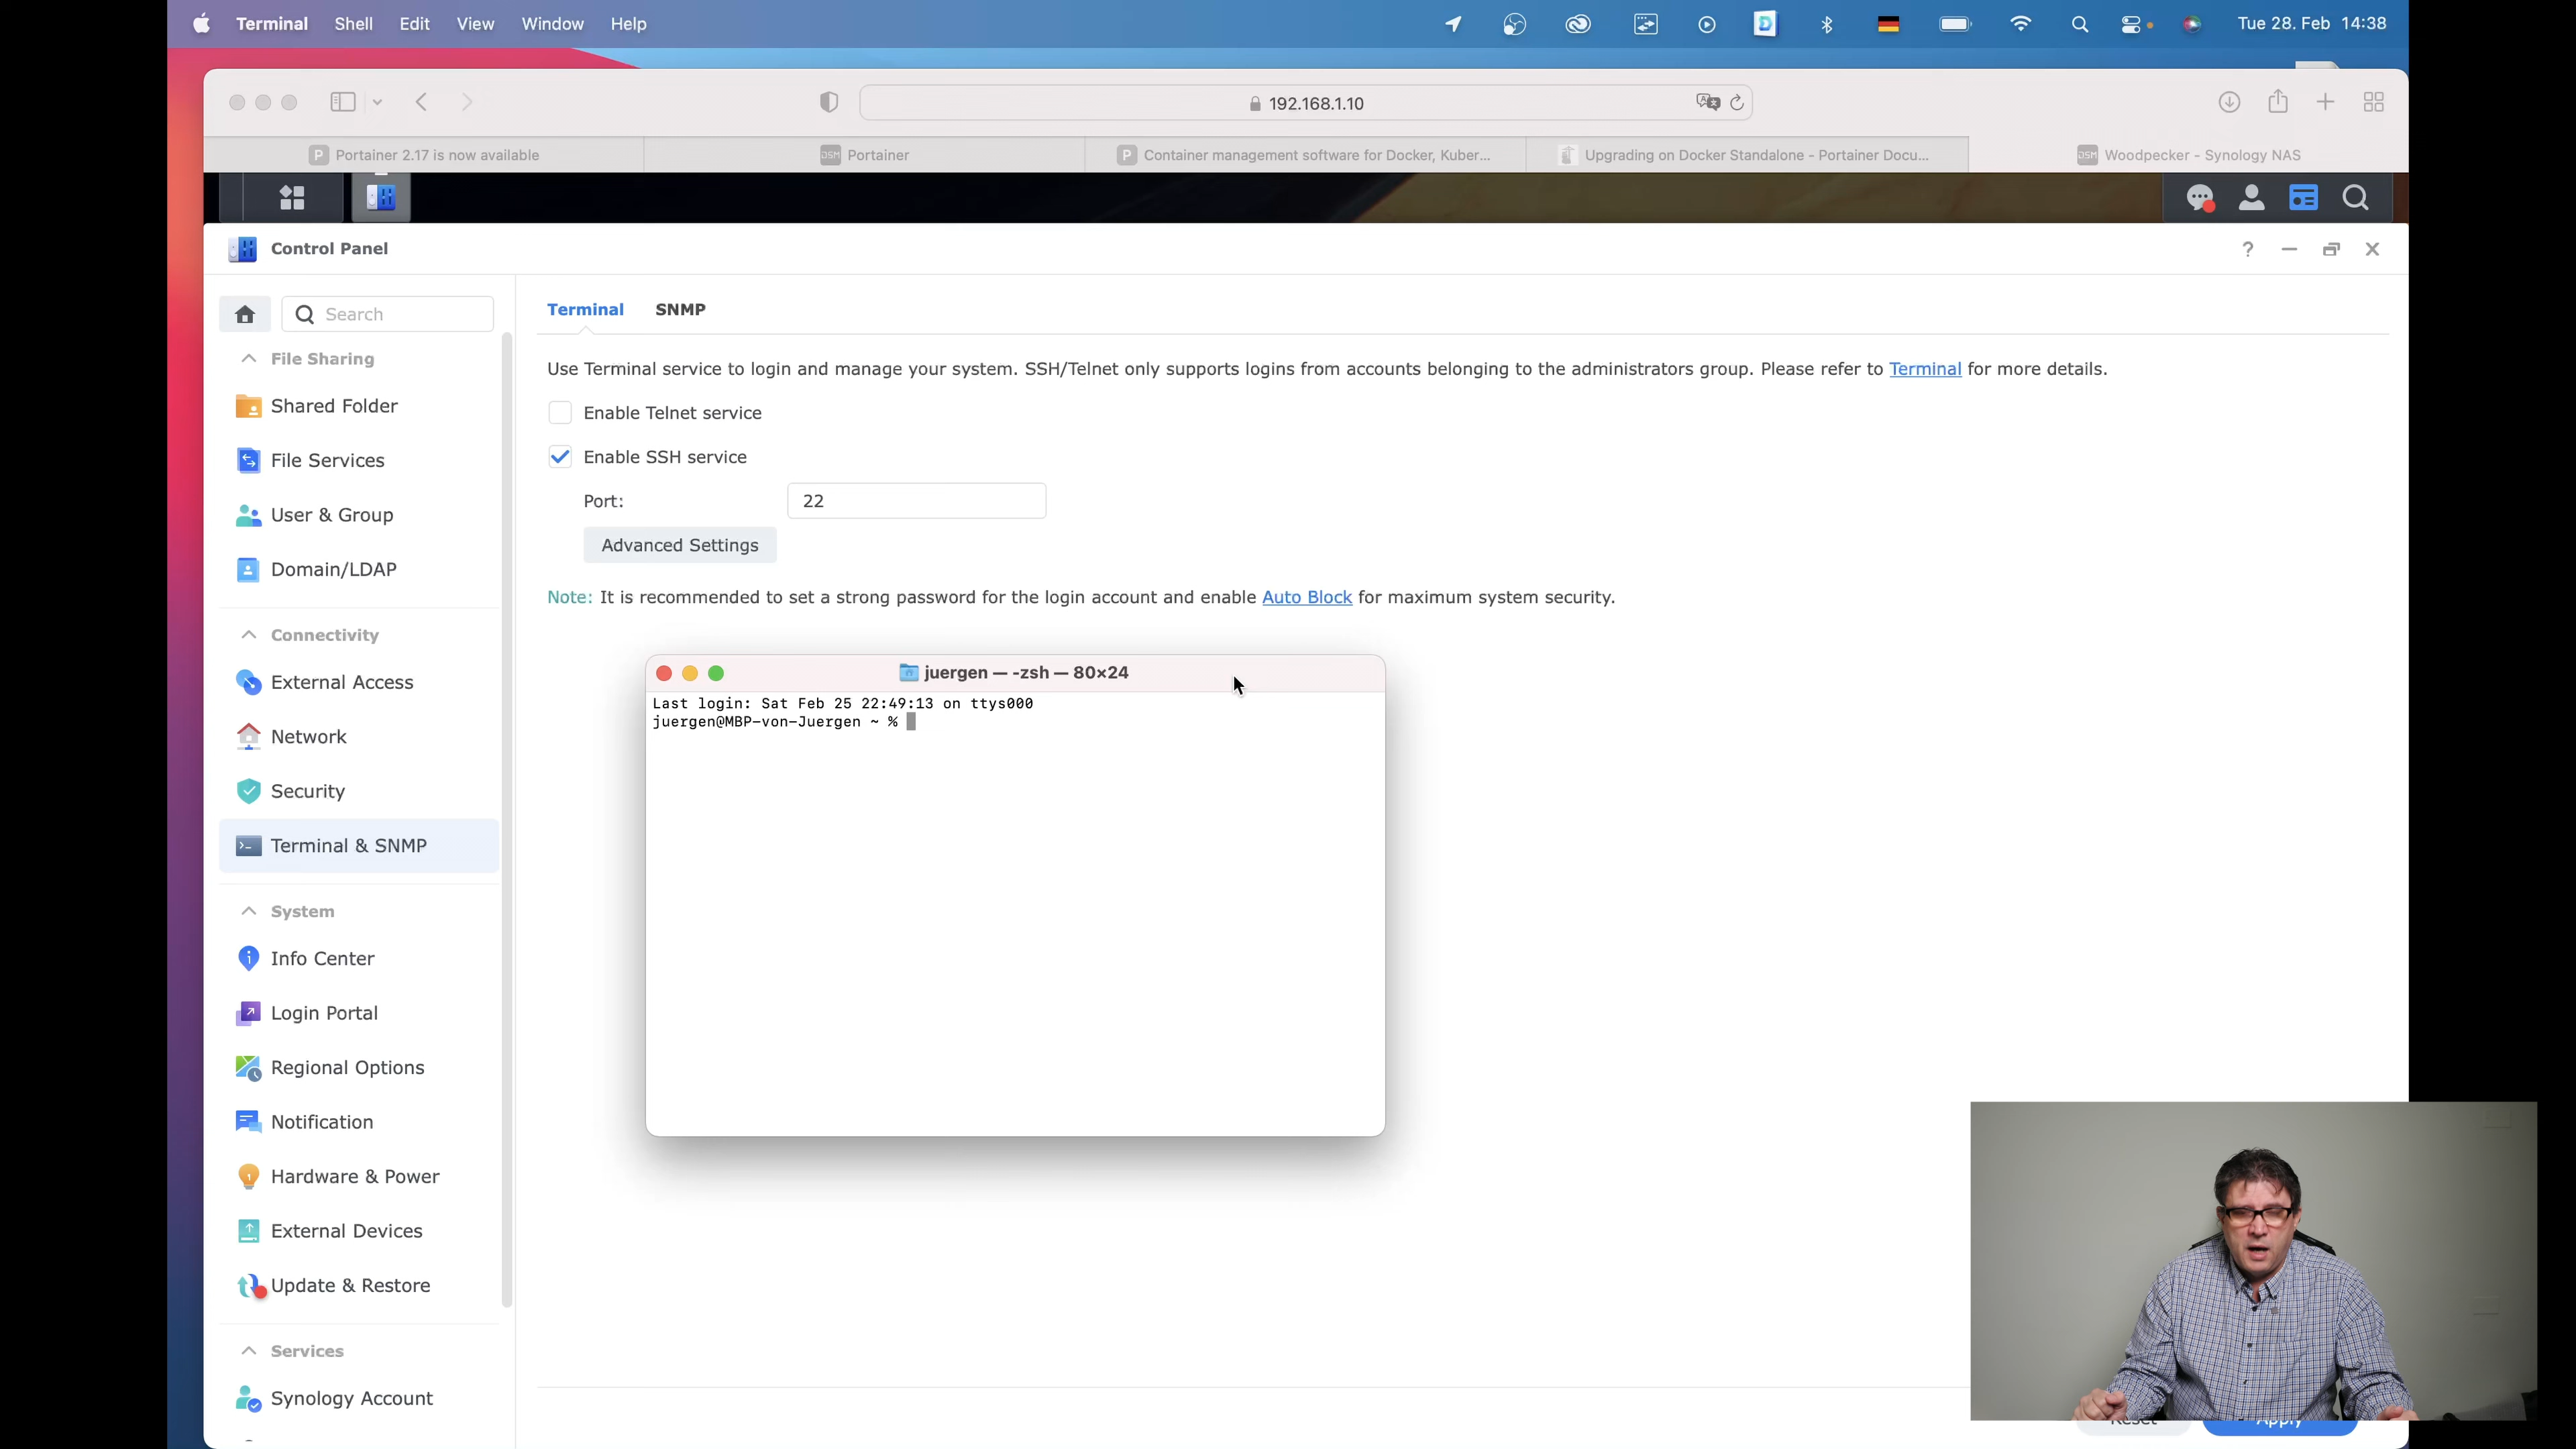 Terminal Shell Edit View Window Help Tue 28. Feb 14:38
192.168.1.10
P Portainer 2.17 is now available DSM Portainer P Container management software for Docker, Kuber... Upgrading on Docker Standalone - Portainer Docu... DSM Woodpecker - Synology NAS
Control Panel
Search
File Sharing
Shared Folder
File Services
User & Group
Domain/LDAP
Connectivity
External Access
Network
Security
Terminal & SNMP
System
Info Center
Login Portal
Regional Options
Notification
Hardware & Power
External Devices
Update & Restore
Services
Synology Account
Terminal SNMP
Use Terminal service to login and manage your system. SSH/Telnet only supports logins from accounts belonging to the administrators group. Please refer to Terminal for more details.
Enable Telnet service
Enable SSH service
Port: 22
Advanced Settings
Note: It is recommended to set a strong password for the login account and enable Auto Block for maximum system security.
juergen — -zsh — 80×24
Last login: Sat Feb 25 22:49:13 on ttys000
juergen@MBP-von-Juergen ~ %
Reset Apply